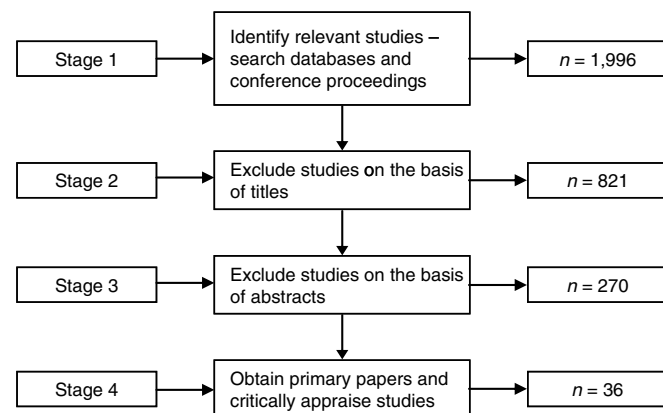 Stage 1
Identify relevant studies –
search databases and
conference proceedings
n = 1,996
Stage 2
Exclude studies on the basis
of titles
n = 821
Stage 3
Exclude studies on the basis
of abstracts
n = 270
Stage 4
Obtain primary papers and
critically appraise studies
n = 36